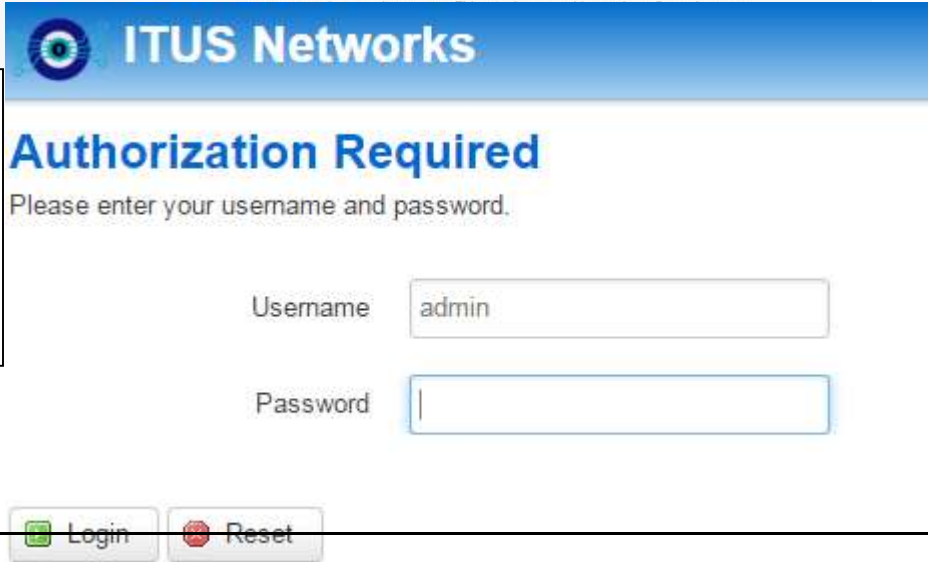 ITUS Networks
Authorization Required
Please enter your username and password.
Username admin
Password
Login Reset